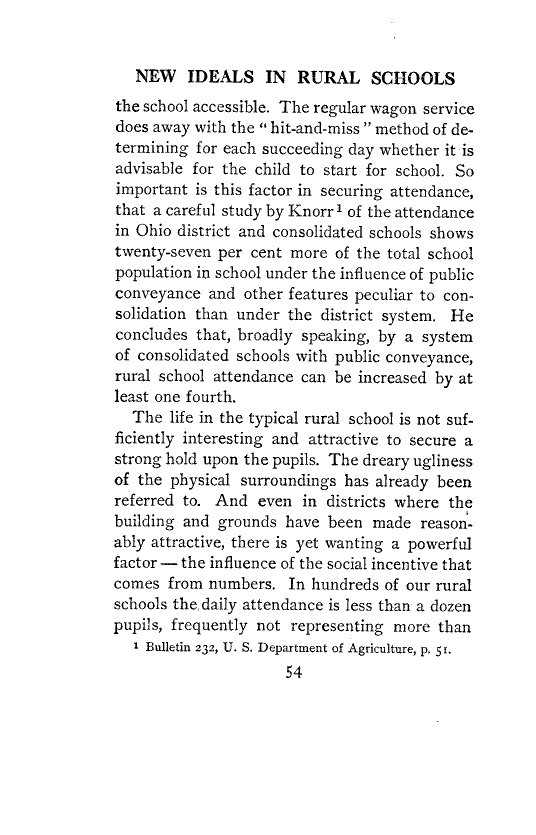 NEW IDEALS IN RURAL SCHOOLS
the school accessible. The regular wagon service
does away with the “ hit-and-miss ” method of de-
termining for each succeeding day whether it is
advisable for the child to start for school. So
important is this factor in securing attendance,
that a careful study by Knorr¹ of the attendance
in Ohio district and consolidated schools shows
twenty-seven per cent more of the total school
population in school under the influence of public
conveyance and other features peculiar to con-
solidation than under the district system. He
concludes that, broadly speaking, by a system
of consolidated schools with public conveyance,
rural school attendance can be increased by at
least one fourth.
The life in the typical rural school is not suf-
ficiently interesting and attractive to secure a
strong hold upon the pupils. The dreary ugliness
of the physical surroundings has already been
referred to. And even in districts where the
building and grounds have been made reason-
ably attractive, there is yet wanting a powerful
factor — the influence of the social incentive that
comes from numbers. In hundreds of our rural
schools the daily attendance is less than a dozen
pupils, frequently not representing more than
¹ Bulletin 232, U. S. Department of Agriculture, p. 51.
54